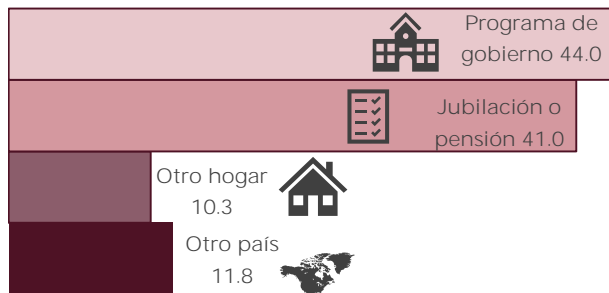 Programa de
gobierno 44.0
Jubilación o
pensión 41.0
Otro hogar
10.3
Otro país
11.8